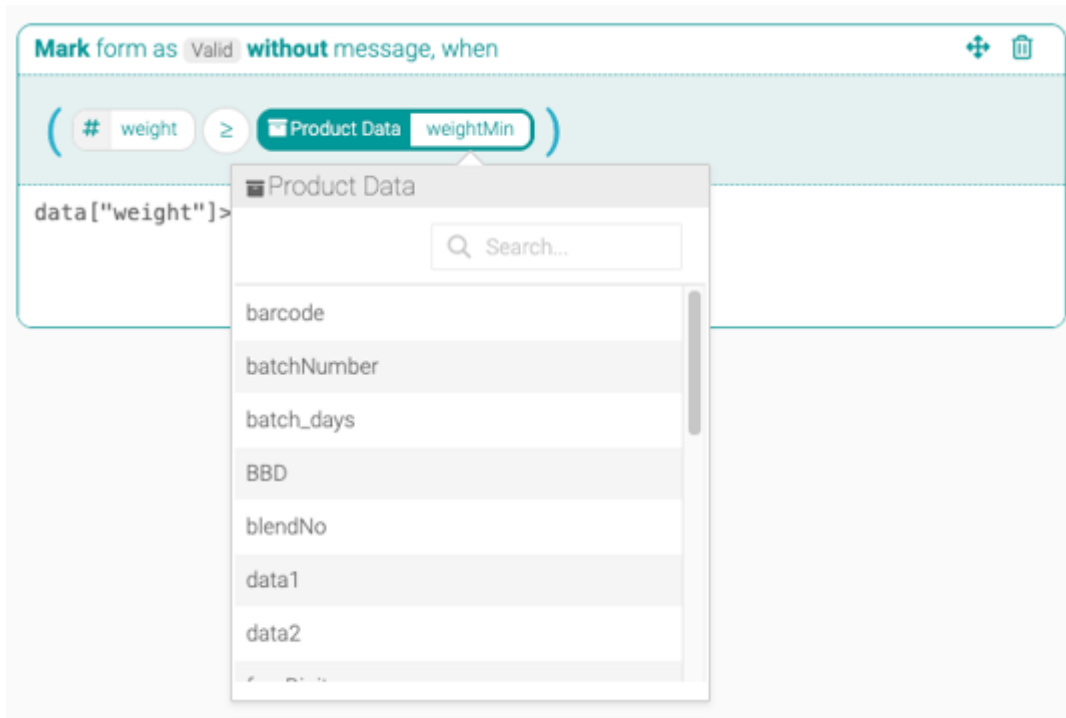 Mark form as Valid without message, when
( # weight ≥ Product Data weightMin )
Product Data
data["weight"]>
Search...
barcode
batchNumber
batch_days
BBD
blendNo
data1
data2